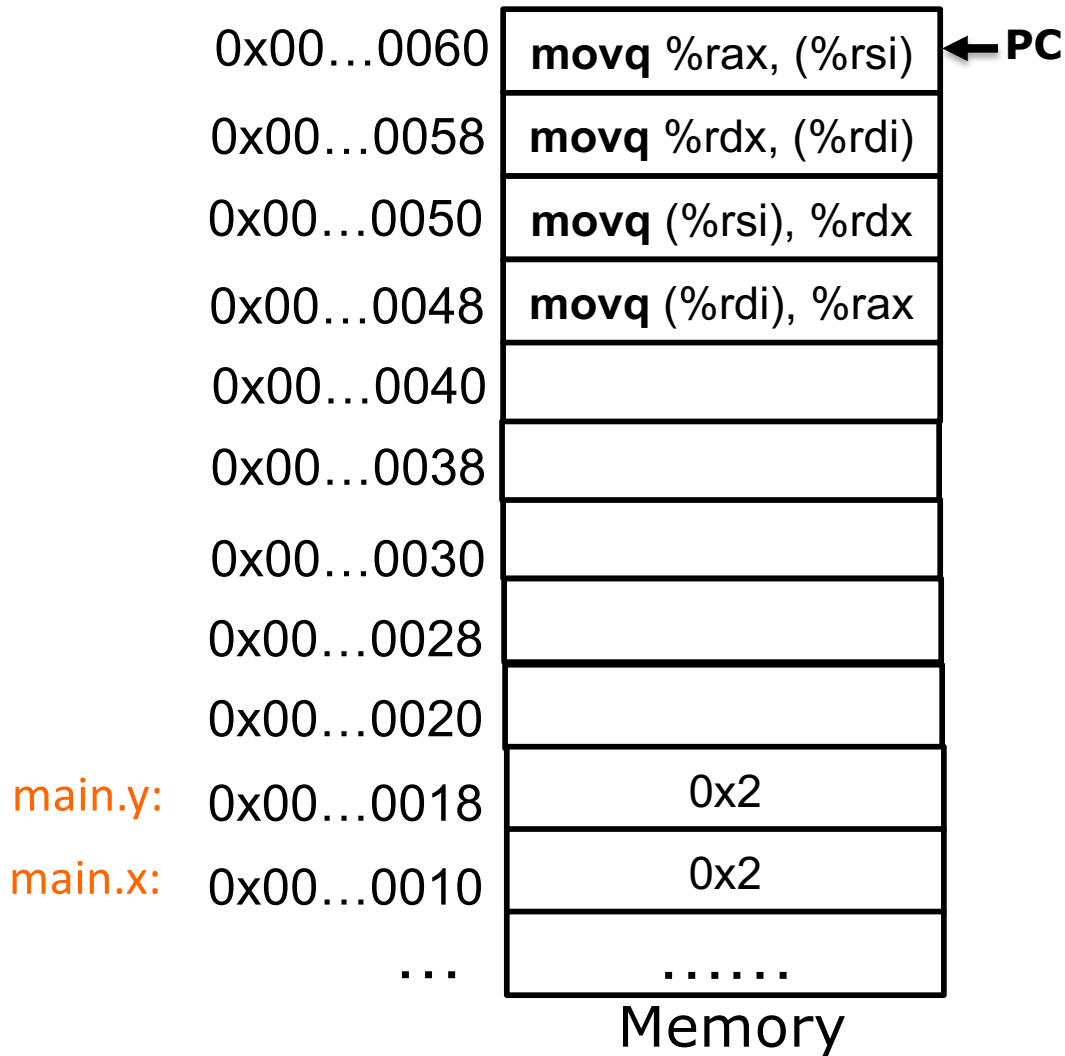 0x00…0060 movq %rax, (%rsi) PC
0x00…0058 movq %rdx, (%rdi)
0x00…0050 movq (%rsi), %rdx
0x00…0048 movq (%rdi), %rax
0x00…0040
0x00…0038
0x00…0030
0x00…0028
0x00…0020
main.y: 0x00…0018 0x2
main.x: 0x00…0010 0x2
… ……
Memory